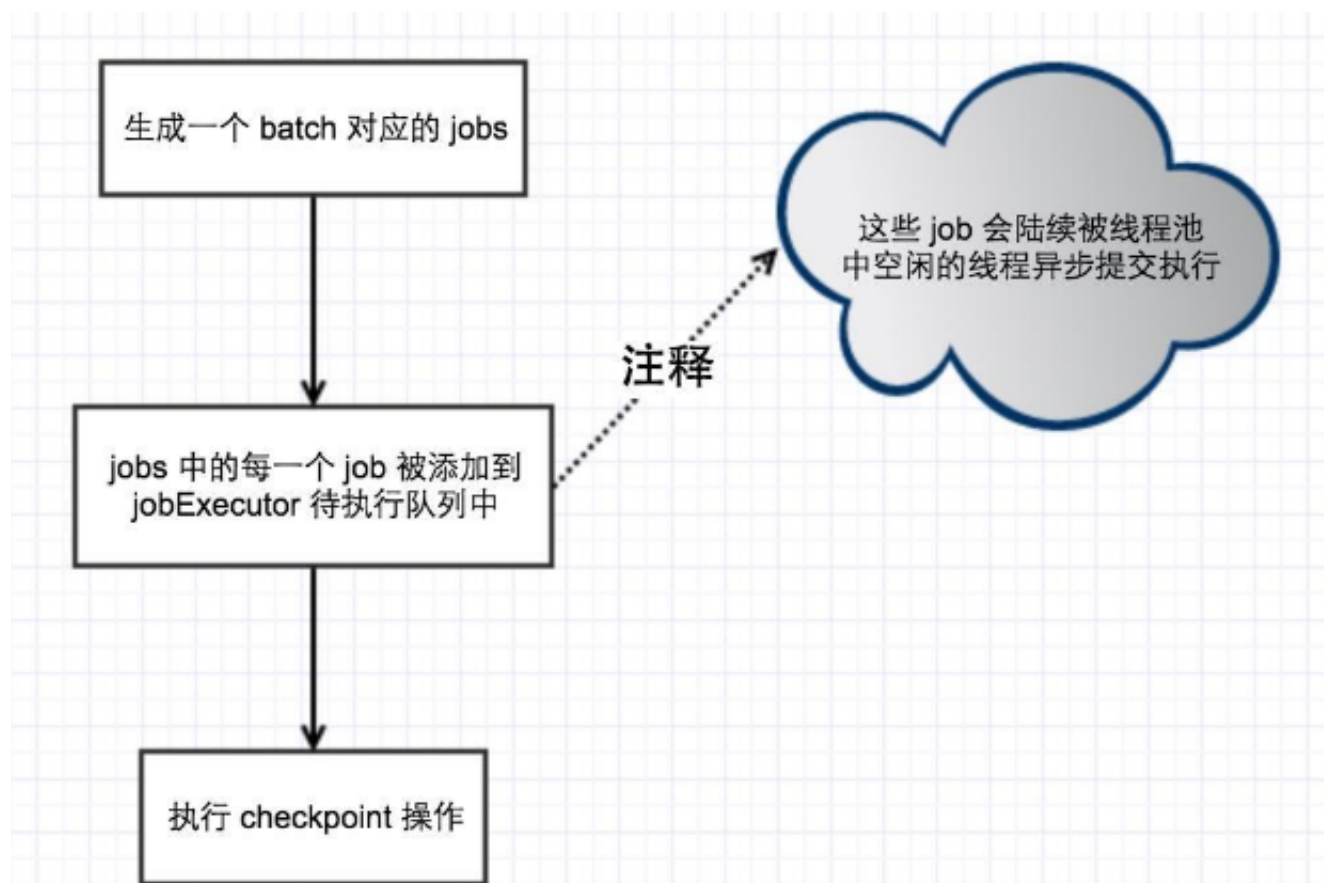 生成一个 batch 对应的 jobs
这些 job 会陆续被线程池
中空闲的线程异步提交执行
注释
jobs 中的每一个 job 被添加到
jobExecutor 待执行队列中
执行 checkpoint 操作